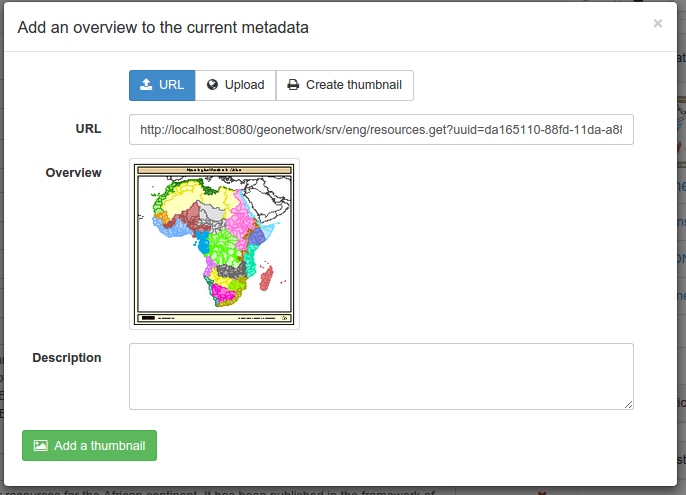 Add an overview to the current metadata
×
URL
Upload
Create thumbnail
URL
http://localhost:8080/geonetwork/srv/eng/resources.get?uuid=da165110-88fd-11da-a88
Overview
Description
Add a thumbnail
resources for the African continent. It has been published in the framework of